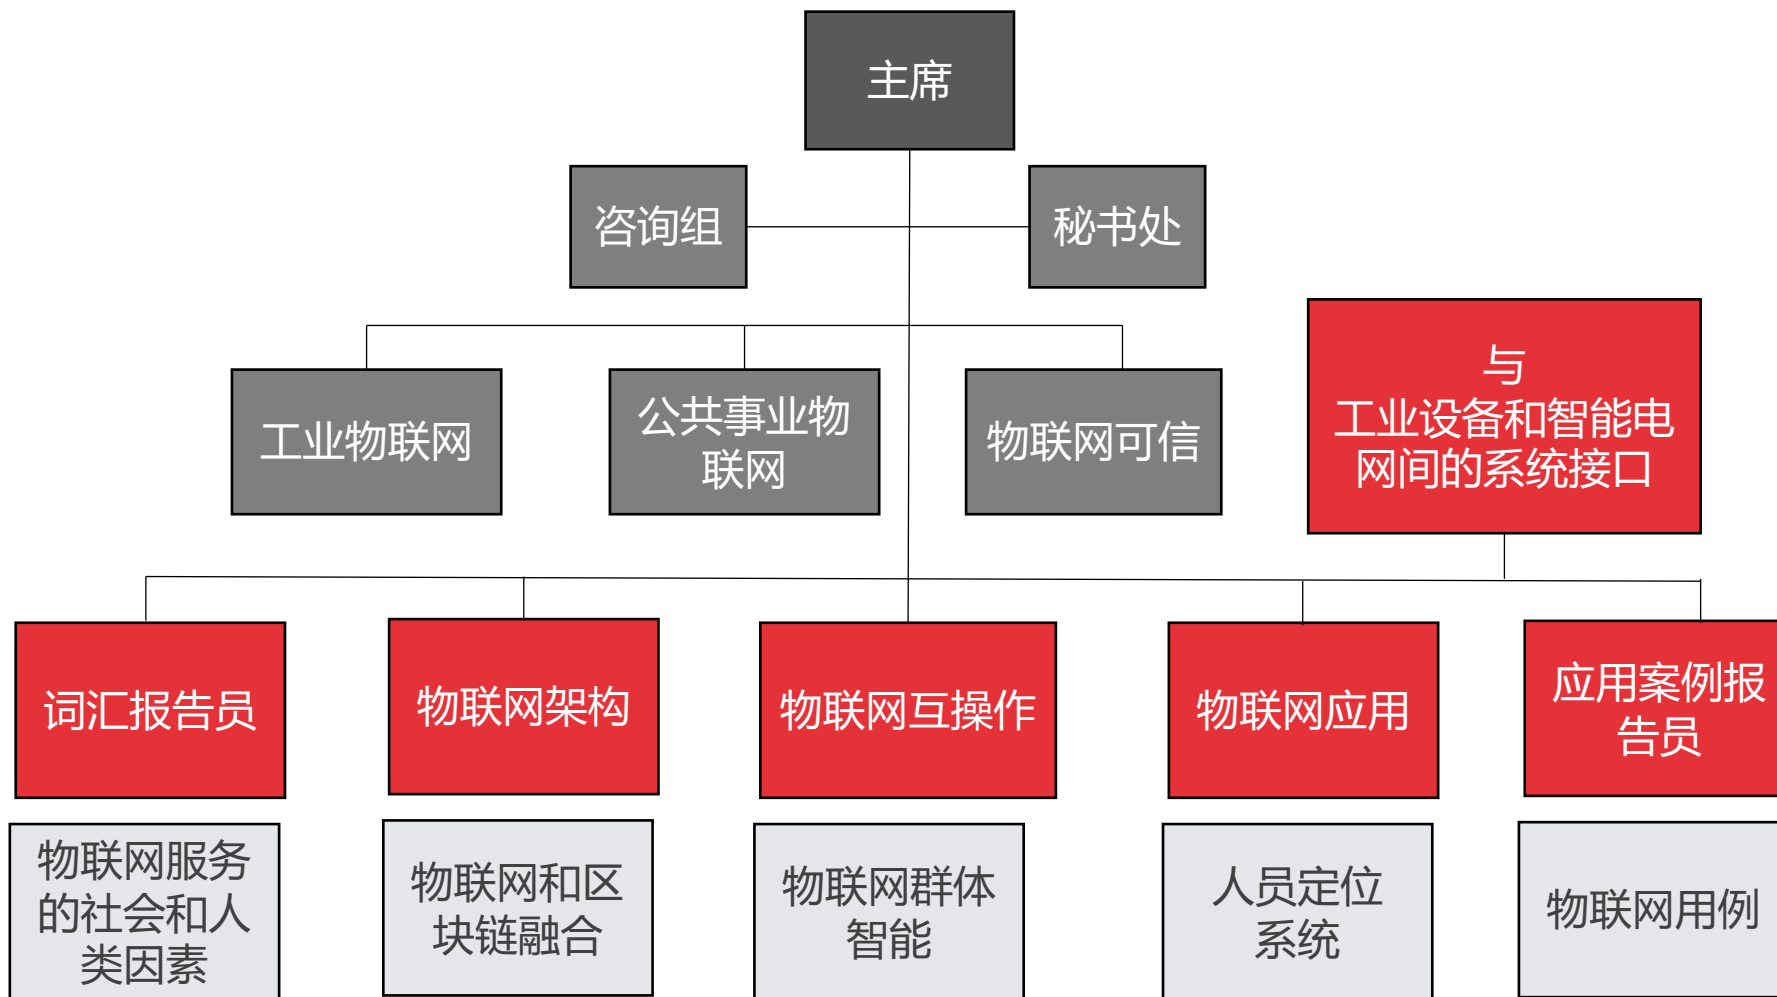 主席
咨询组
秘书处
工业物联网
公共事业物
联网
物联网可信
与
工业设备和智能电
网间的系统接口
词汇报告员
物联网架构
物联网互操作
物联网应用
应用案例报
告员
物联网服务
的社会和人
类因素
物联网和区
块链融合
物联网群体
智能
人员定位
系统
物联网用例